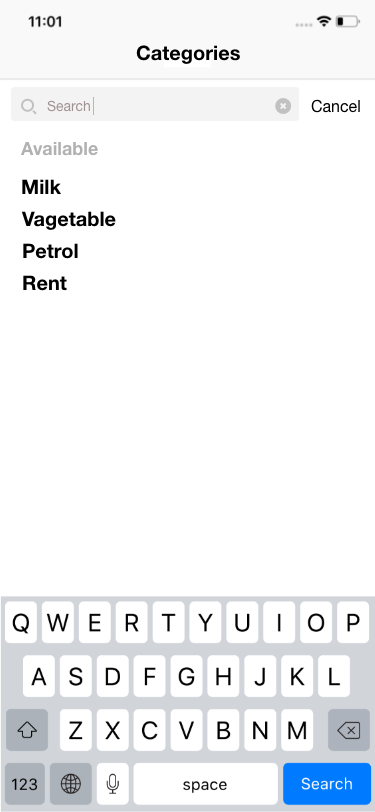 11:01
Categories
Search Cancel
Available
Milk
Vagetable
Petrol
Rent
Q W E R T Y U I O P
A S D F G H J K L
Z X C V B N M
123 space Search